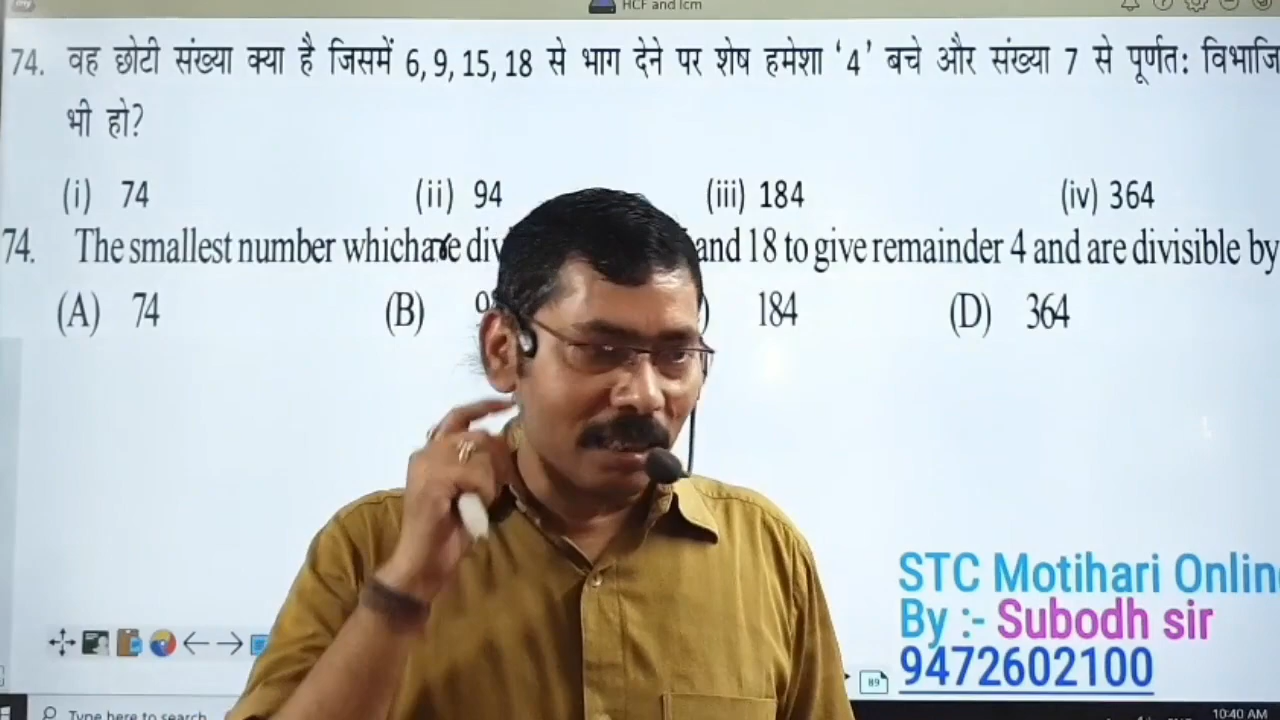 HCF and lcm
74. वह छोटी संख्या क्या है जिसमें 6, 9, 15, 18 से भाग देने पर शेष हमेशा ‘4’ बचे और संख्या 7 से पूर्णत: विभाजि
भी हो?
(i) 74 (ii) 94 (iii) 184 (iv) 364
74. The smallest number which are div and 18 to give remainder 4 and are divisible by
(A) 74 (B) 9 184 (D) 364
STC Motihari Onlin
By :- Subodh sir
9472602100
89
Type here to search
10:40 AM